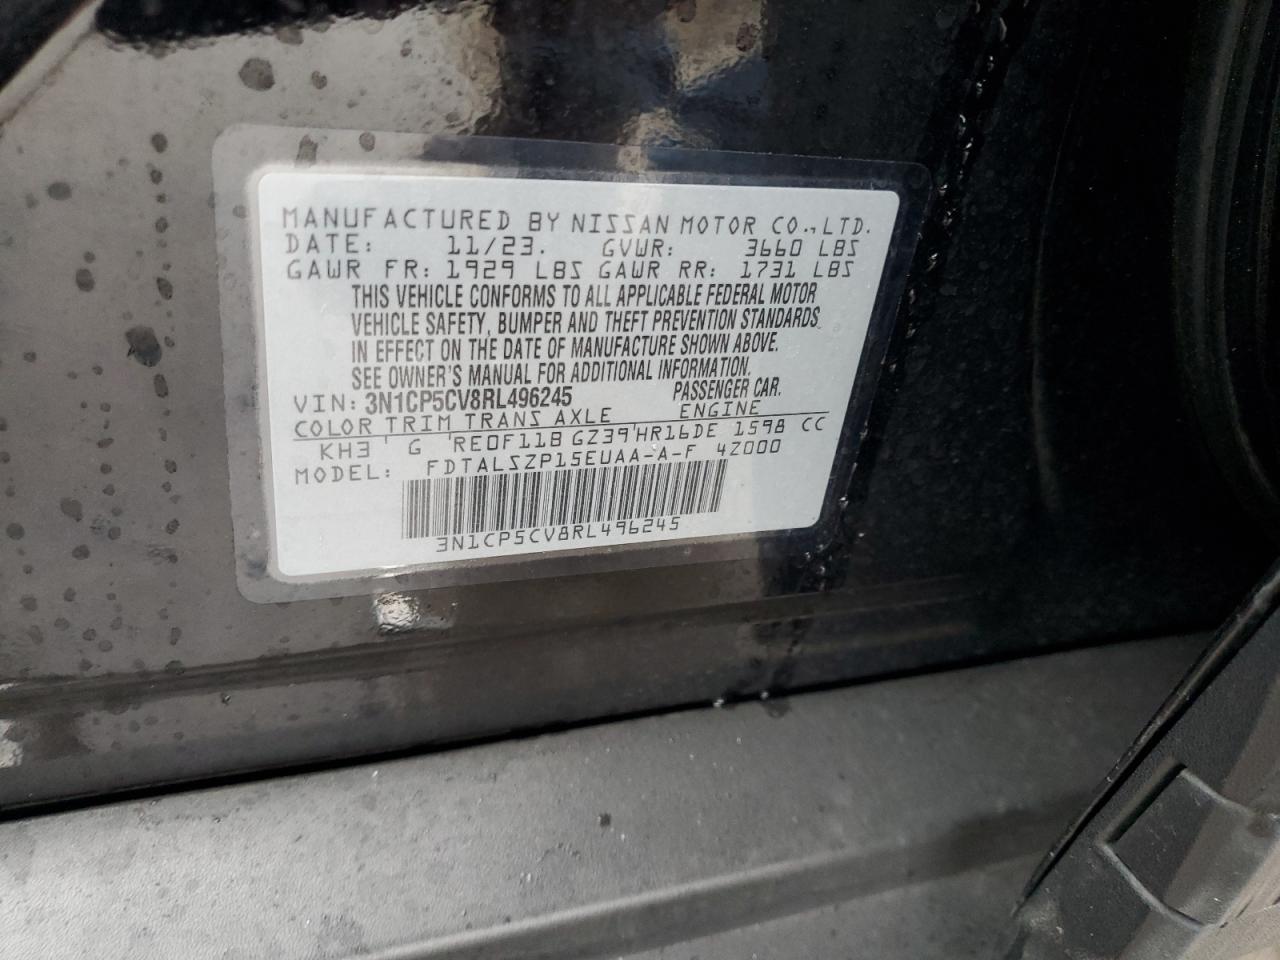 MANUFACTURED BY NISSAN MOTOR CO.,LTD.
DATE: 11/23. GVWR: 3660 LBS
GAWR FR: 1929 LBS GAWR RR: 1731 LBS
THIS VEHICLE CONFORMS TO ALL APPLICABLE FEDERAL MOTOR
VEHICLE SAFETY, BUMPER AND THEFT PREVENTION STANDARDS
IN EFFECT ON THE DATE OF MANUFACTURE SHOWN ABOVE.
SEE OWNER'S MANUAL FOR ADDITIONAL INFORMATION.
VIN: 3N1CP5CV8RL496245 PASSENGER CAR.
COLOR TRIM TRANS AXLE ENGINE
KH3 G RE0F11B GZ39 HR16DE 1598 CC
MODEL: FDTALSZP15EUAA-A-F 4Z000
3N1CP5CV8RL496245